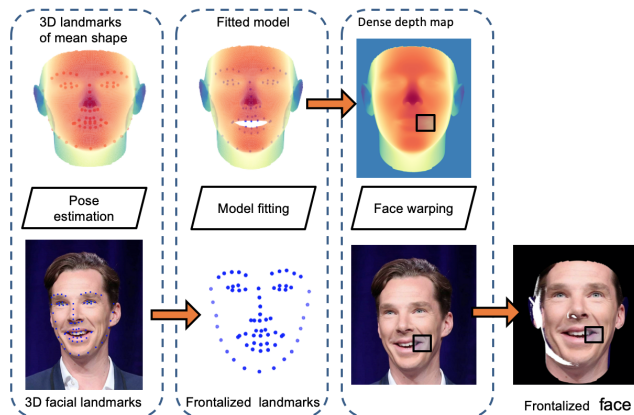 3D landmarks
of mean shape
Fitted model
Dense depth map
Pose
estimation
Model fitting
Face warping
3D facial landmarks
Frontalized landmarks
Frontalized face